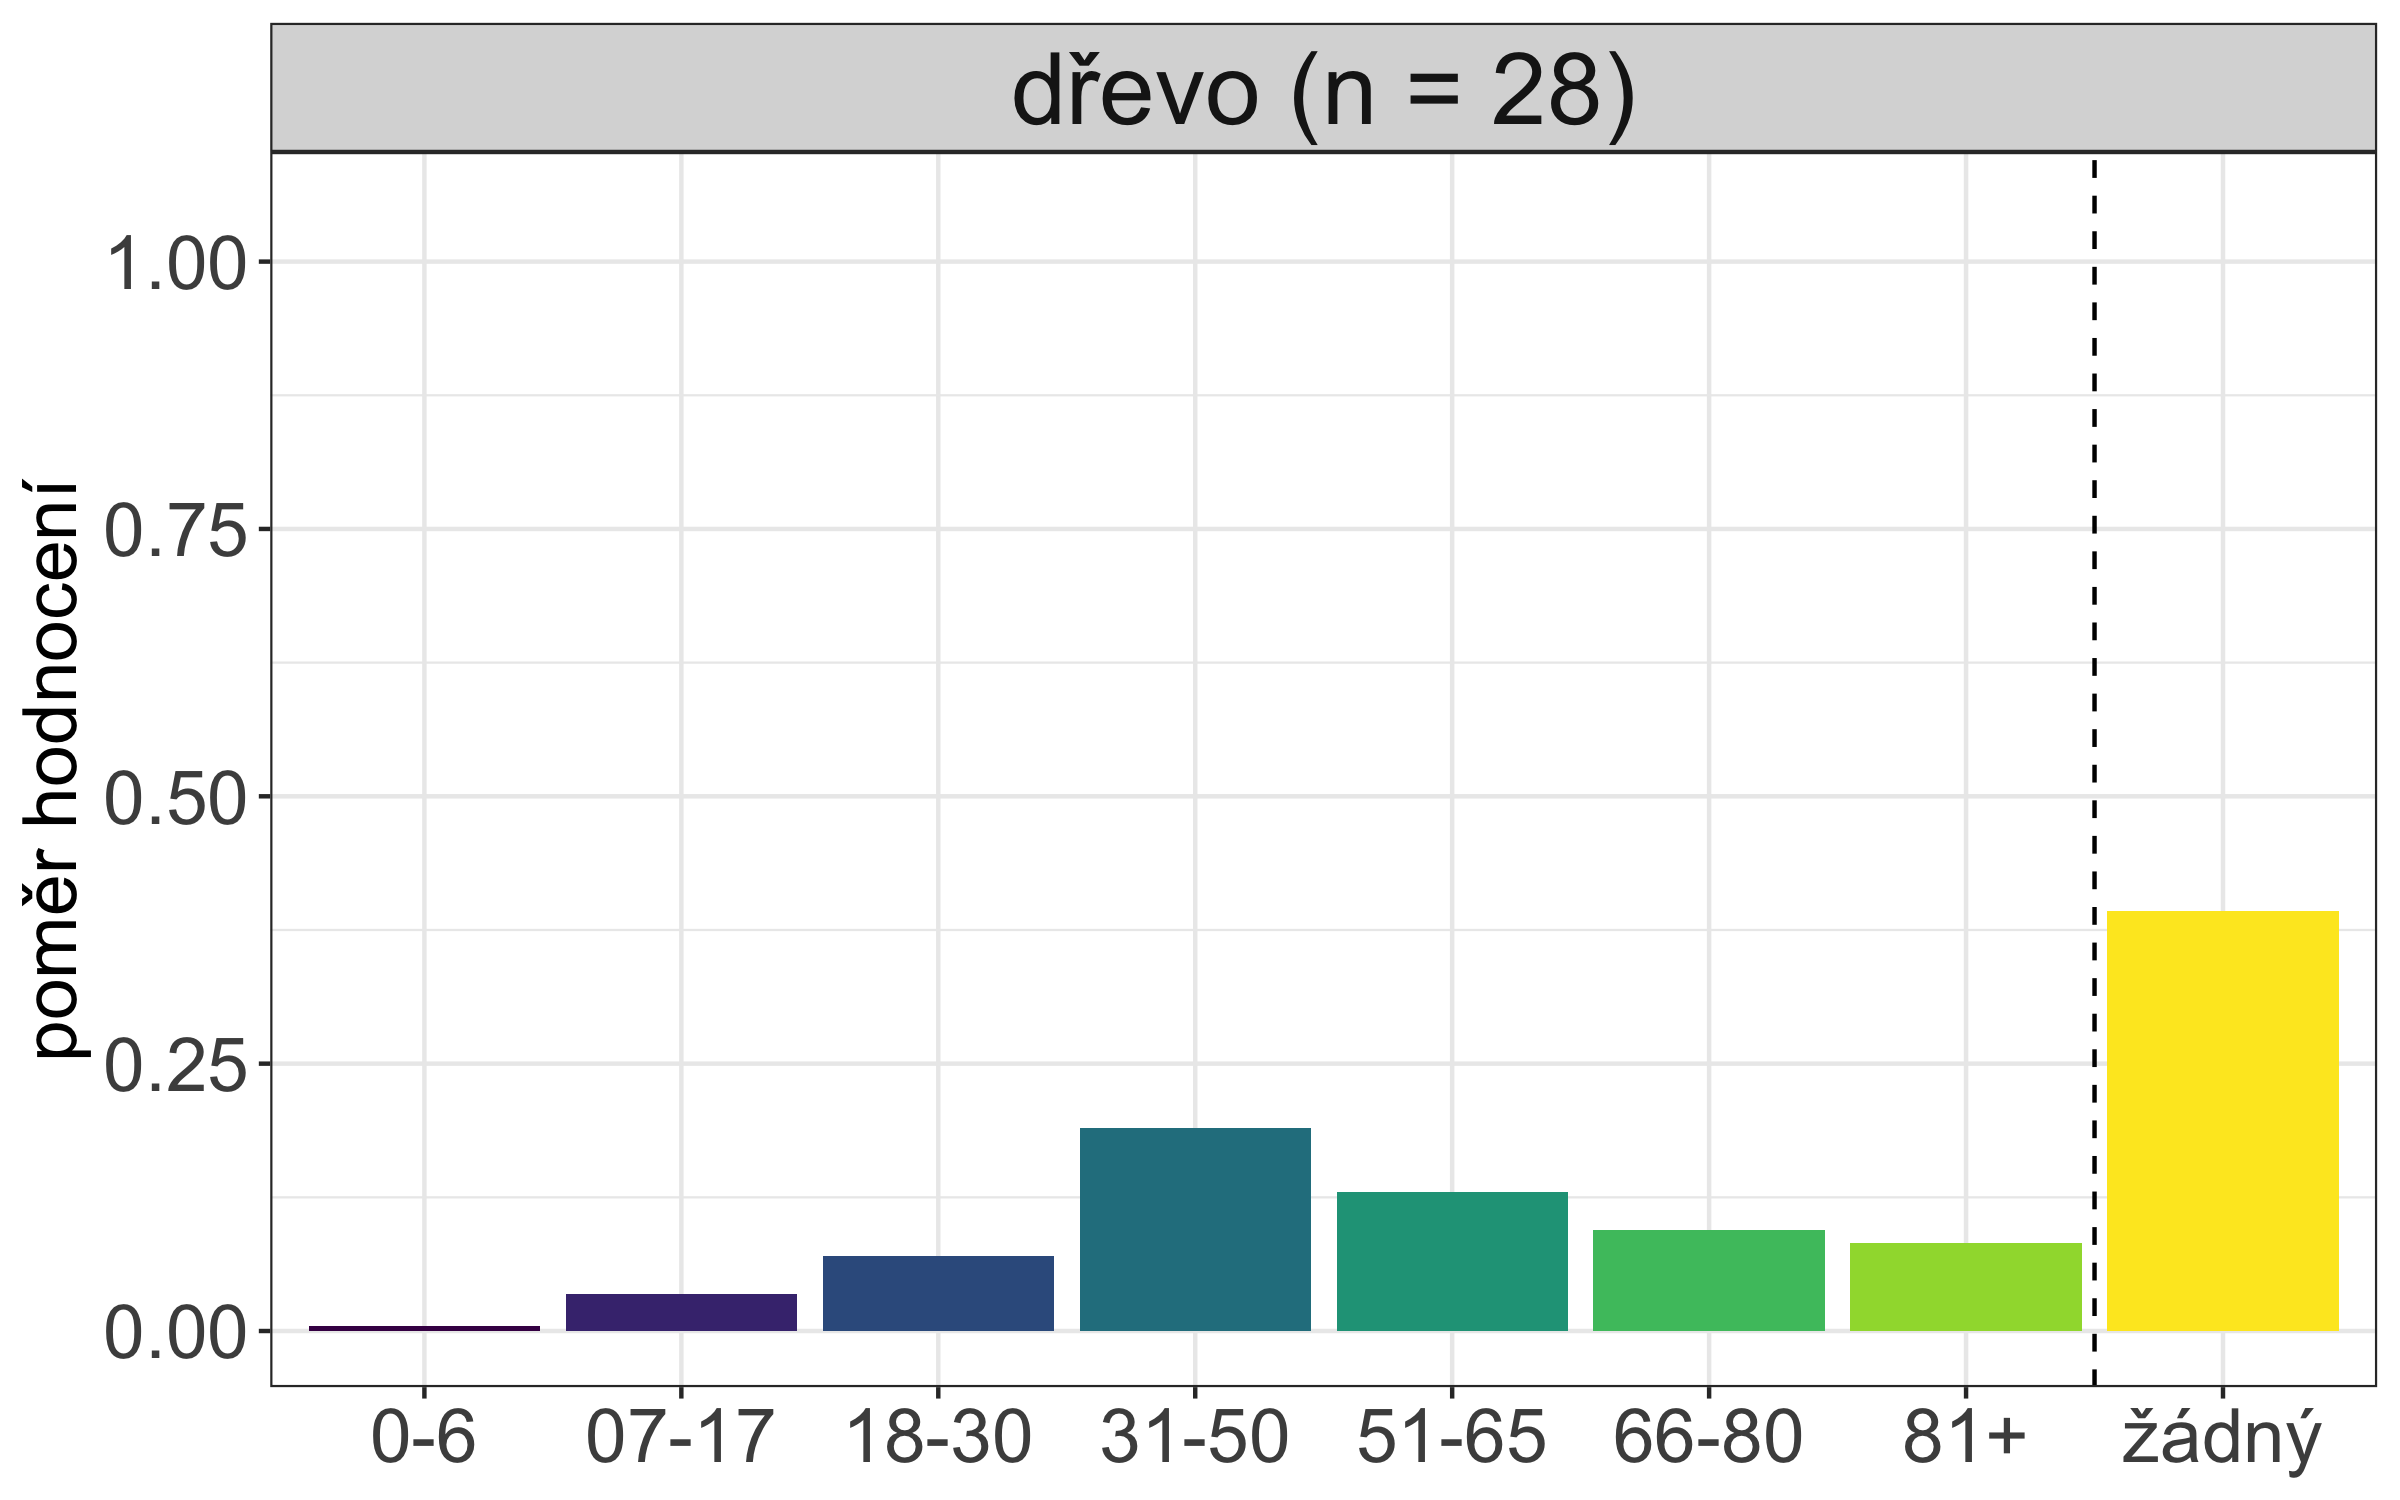 dřevo (n = 28)
poměr hodnocení
1.00
0.75
0.50
0.25
0.00
0-6 07-17 18-30 31-50 51-65 66-80 81+ žádný